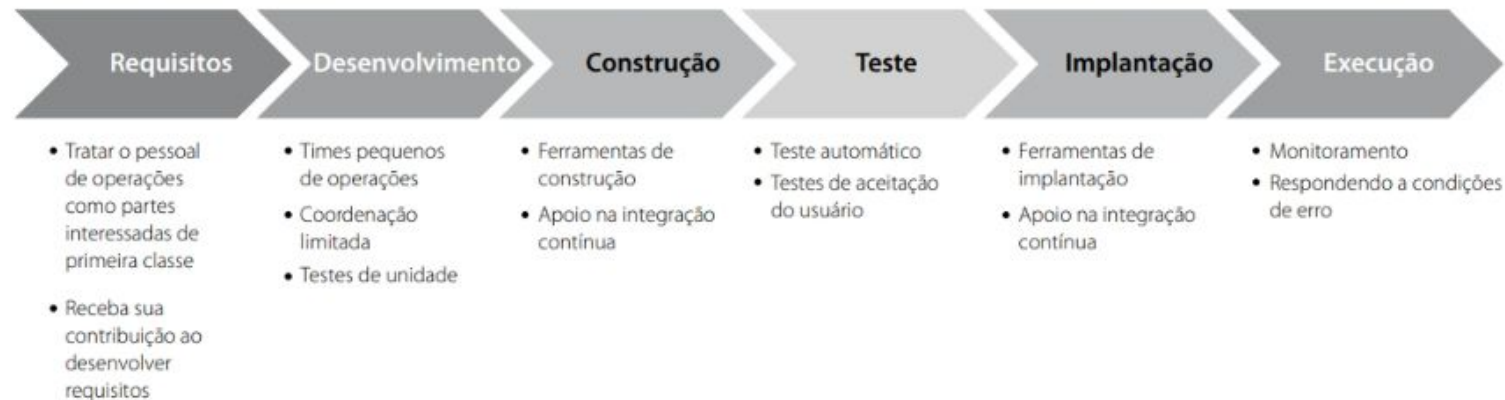 Requisitos
Desenvolvimento
Construção
Teste
Implantação
Execução
• Tratar o pessoal
de operações
como partes
interessadas de
primeira classe
• Receba sua
contribuição ao
desenvolver
requisitos
• Times pequenos
de operações
• Coordenação
limitada
• Testes de unidade
• Ferramentas de
construção
• Apoio na integração
contínua
• Teste automático
• Testes de aceitação
do usuário
• Ferramentas de
implantação
• Apoio na integração
contínua
• Monitoramento
• Respondendo a condições
de erro